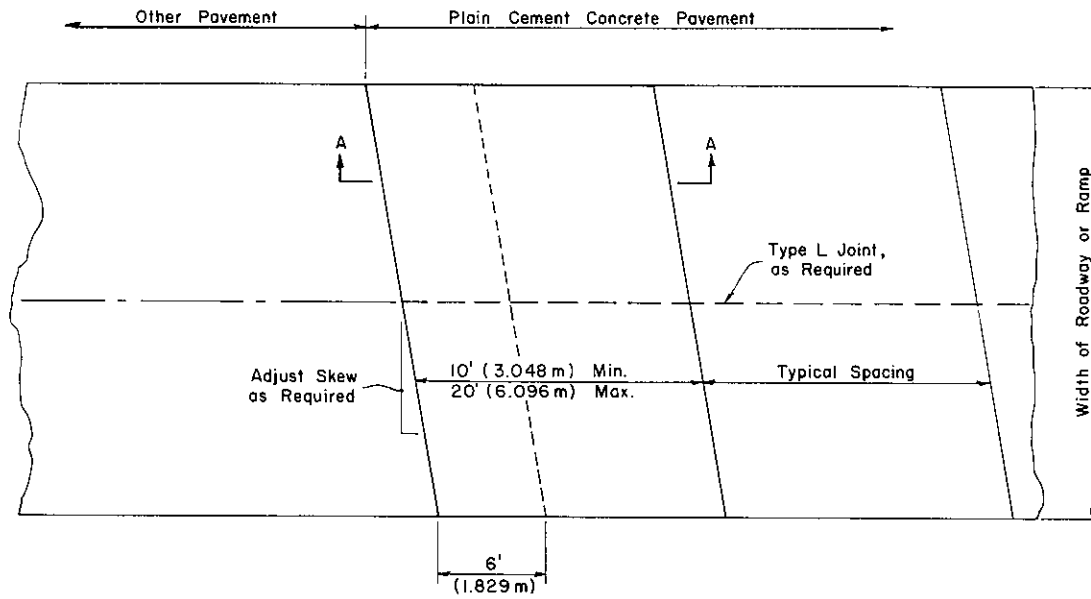 Other Pavement
Plain Cement Concrete Pavement
A
A
Type L Joint,
as Required
Width of Roadway or Ramp
Adjust Skew
as Required
10' (3.048 m) Min.
20' (6.096 m) Max.
Typical Spacing
6'
(1.829 m)